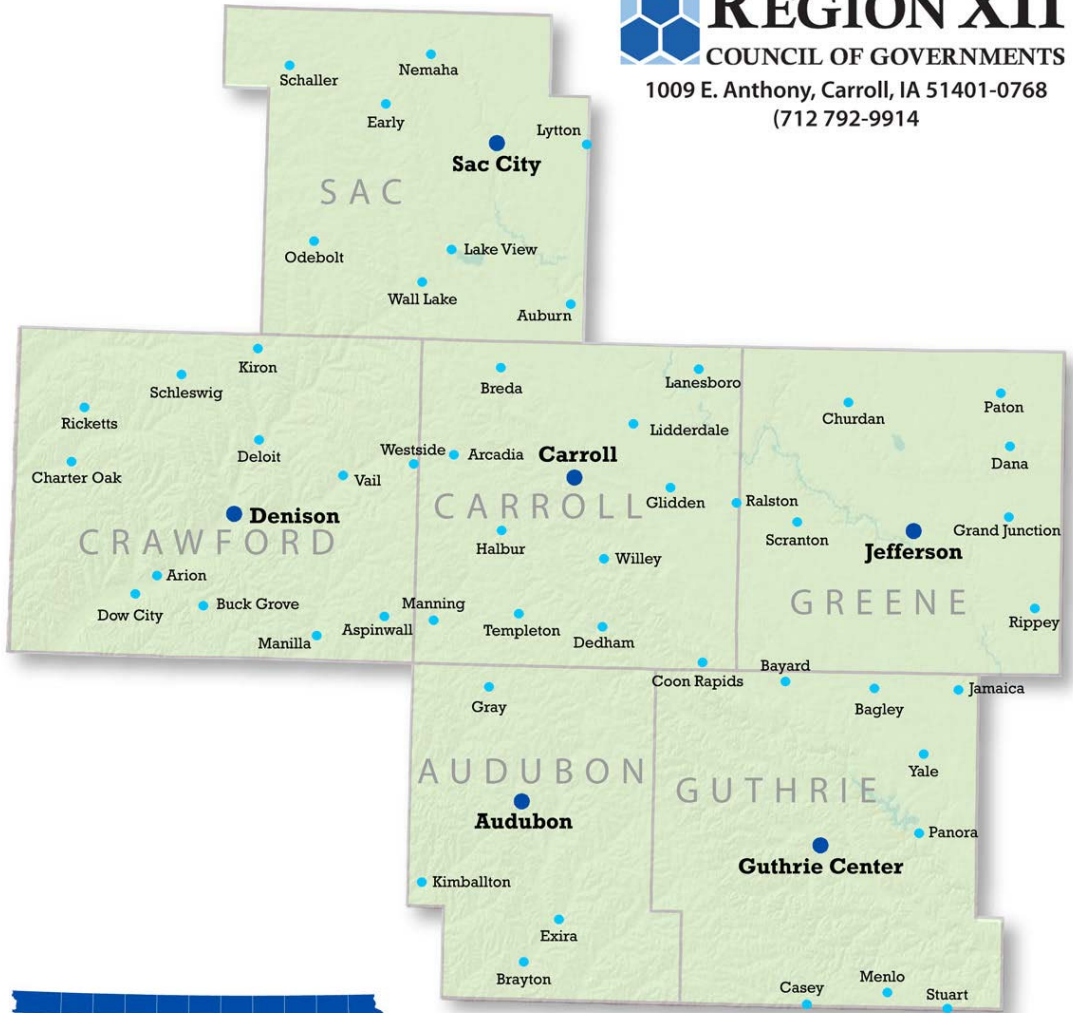 REGION XII
COUNCIL OF GOVERNMENTS
1009 E. Anthony, Carroll, IA 51401-0768
(712 792-9914
Schaller
Nemaha
Early
Lytton
Sac City
SAC
Odebolt
Lake View
Wall Lake
Auburn
Kiron
Schleswig
Ricketts
Deloit
Charter Oak
Westside
Vail
Denison
CRAWFORD
Arion
Dow City
Buck Grove
Manilla
Aspinwall
Breda
Lanesboro
Lidderdale
Arcadia
Carroll
CARROLL
Glidden
Halbur
Willey
Manning
Templeton
Dedham
Coon Rapids
Churdan
Paton
Dana
Ralston
Scranton
Grand Junction
Jefferson
GREENE
Rippey
Gray
AUDUBON
Audubon
Kimballton
Exira
Brayton
Bayard
Bagley
Jamaica
Yale
GUTHRIE
Panora
Guthrie Center
Casey
Menlo
Stuart